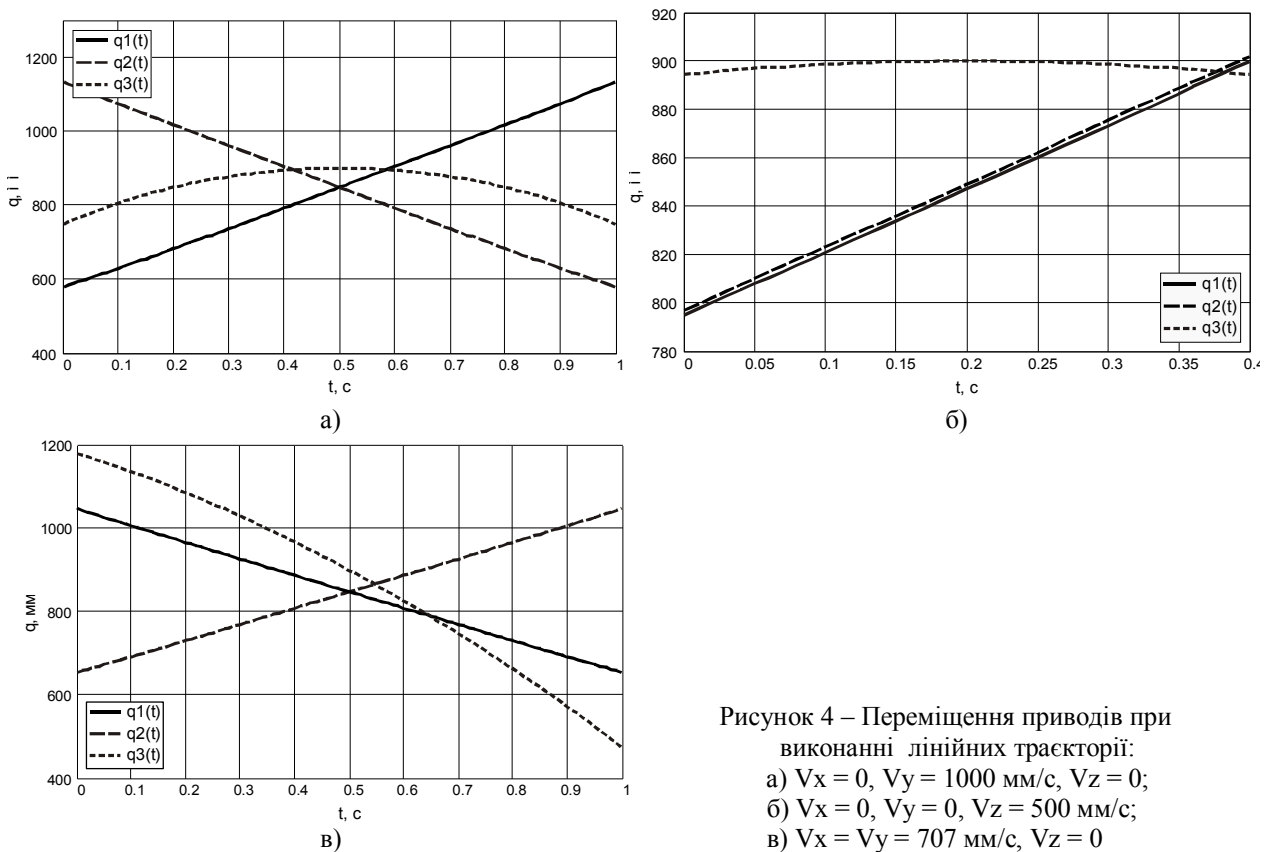 1200
1000
800
600
400
q, ì ì
q1(t)
q2(t)
q3(t)
0 0.1 0.2 0.3 0.4 0.5 0.6 0.7 0.8 0.9 1
t, c
а)
920
900
880
860
840
820
800
780
q, ì ì
q1(t)
q2(t)
q3(t)
0 0.05 0.1 0.15 0.2 0.25 0.3 0.35 0.4
t, c
б)
1200
1000
800
600
400
q, мм
q1(t)
q2(t)
q3(t)
0 0.1 0.2 0.3 0.4 0.5 0.6 0.7 0.8 0.9 1
t, c
в)
Рисунок 4 – Переміщення приводів при
виконанні лінійних траєкторії:
а) Vx = 0, Vy = 1000 мм/с, Vz = 0;
б) Vx = 0, Vy = 0, Vz = 500 мм/с;
в) Vx = Vy = 707 мм/с, Vz = 0